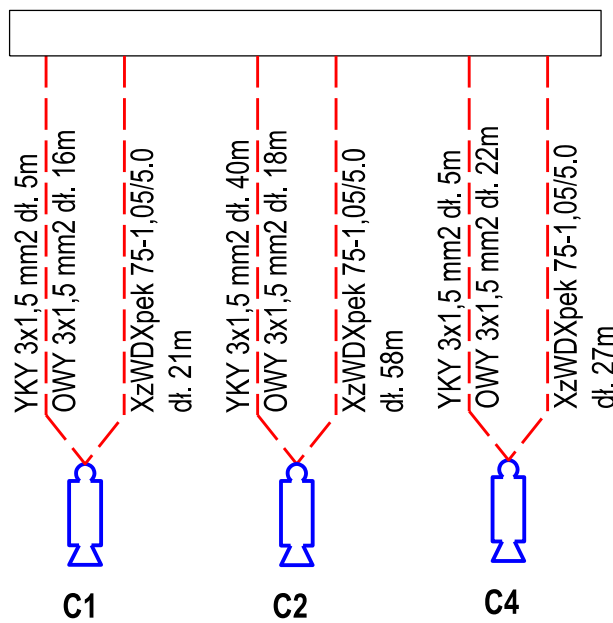 YKY 3x1,5 mm2 dł. 5m
OWY 3x1,5 mm2 dł. 16m
XzWDXpek 75-1,05/5.0
dł. 21m
YKY 3x1,5 mm2 dł. 40m
OWY 3x1,5 mm2 dł. 18m
XzWDXpek 75-1,05/5.0
dł. 58m
YKY 3x1,5 mm2 dł. 5m
OWY 3x1,5 mm2 dł. 22m
XzWDXpek 75-1,05/5.0
dł. 27m
C1
C2
C4